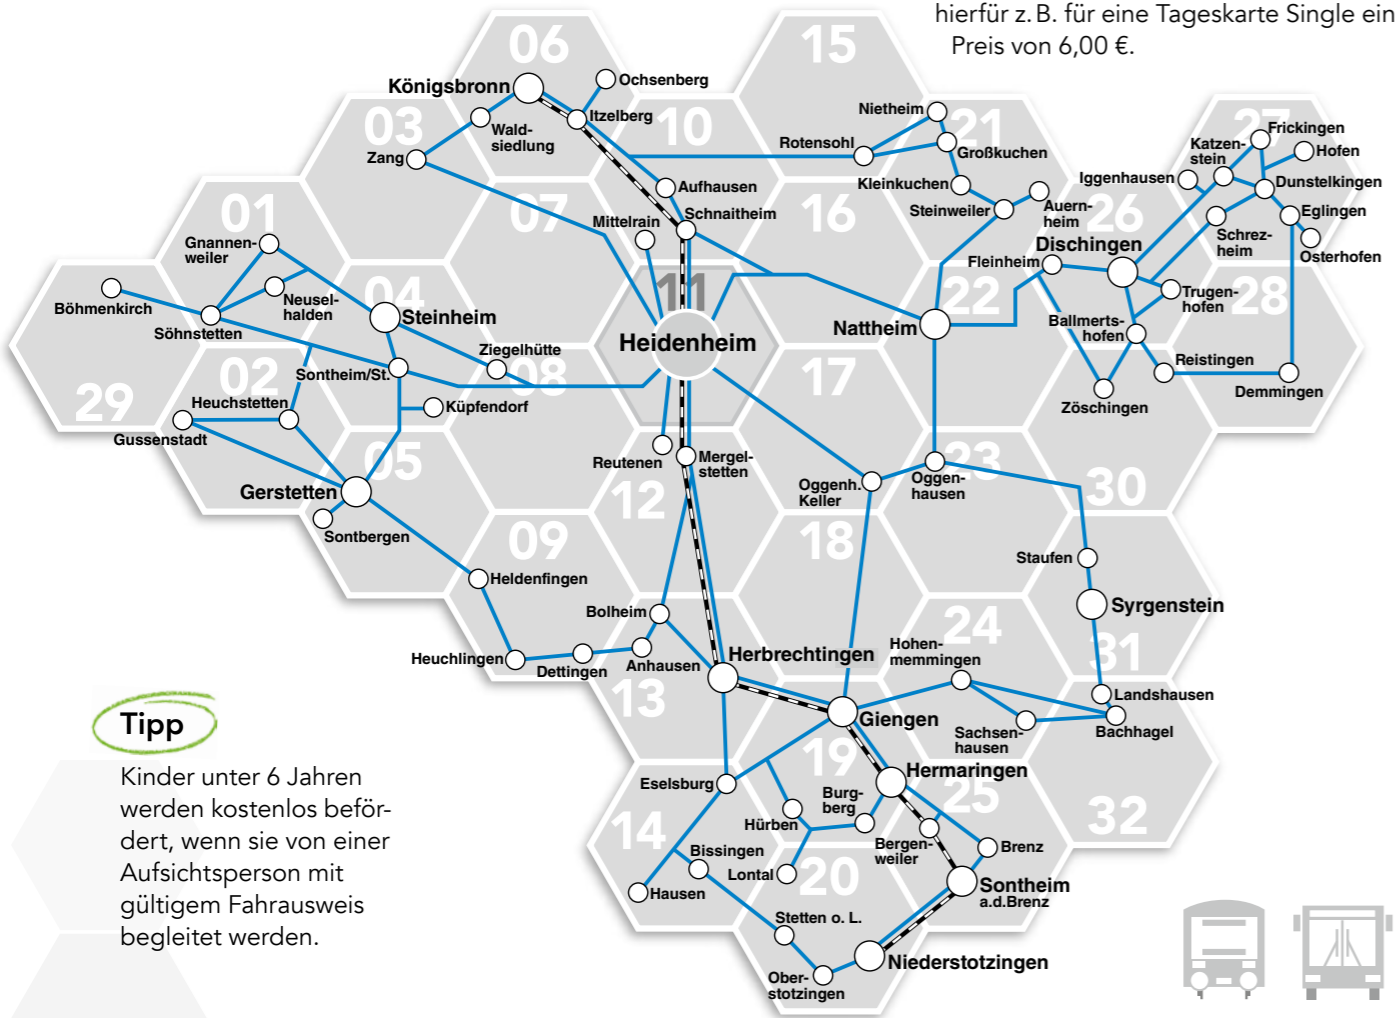 hierfür z. B. für eine Tageskarte Single ein
Preis von 6,00 €.
06
15
Königsbronn
Ochsenberg
Itzelberg
Wald-
siedlung
03
10
Zang
Nietheim
21
Rotensohl
Großkuchen
27
Frickingen
Katzen-
stein
Hofen
Iggenhausen
Dunstelkingen
Aufhausen
Kleinkuchen
Auern-
heim
Steinweiler
01
07
Mittelrain
Schnaitheim
16
26
Eglingen
Schrez-
heim
Osterhofen
Gnannen-
weiler
Dischingen
Fleinheim
Böhmenkirch
Neusel-
halden
Söhnstetten
04
Steinheim
11
Heidenheim
Nattheim
22
Trugen-
hofen
28
Ballmerts-
hofen
Ziegelhütte
Sontheim/St.
08
17
Reistingen
Demmingen
Zöschingen
29
02
Heuchstetten
Gussenstadt
Küpfendorf
05
Reutenen
Mergel-
stetten
Gerstetten
12
Oggenh.
Keller
Oggen-
hausen
23
30
Sontbergen
09
18
Staufen
Heldenfingen
Syrgenstein
Bolheim
Hohen-
memmingen
24
Heuchlingen
Dettingen
Anhausen
Herbrechtingen
31
13
Landshausen
Giengen
Sachsen-
hausen
Bachhagel
Tipp
Kinder unter 6 Jahren
werden kostenlos beför-
dert, wenn sie von einer
Aufsichtsperson mit
gültigem Fahrausweis
begleitet werden.
19
Hermaringen
Eselsburg
Burg-
berg
25
14
Hürben
Bergen-
weiler
Brenz
32
Bissingen
Lontal
20
Sontheim
a.d.Brenz
Hausen
Stetten o. L.
Niederstotzingen
Ober-
stotzingen